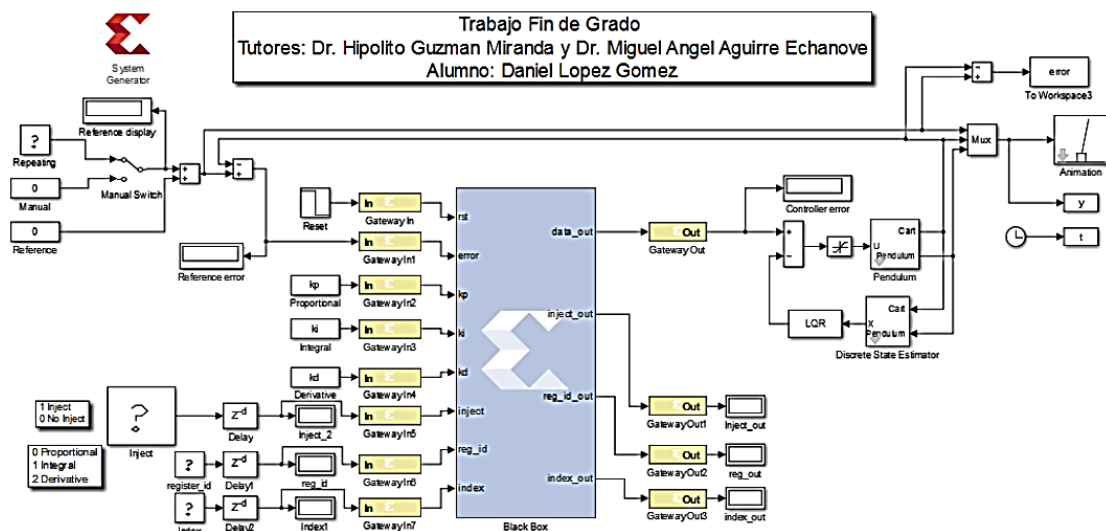 Trabajo Fin de Grado
Tutores: Dr. Hipolito Guzman Miranda y Dr. Miguel Angel Aguirre Echanove
Alumno: Daniel Lopez Gomez
System
Generator
error
To Workspace3
Reference display
?
Repeating
Manual Switch
0
Manual
0
Reference
+
+
−
+
−
+
Mux
Animation
y
t
Reference error
Reset
In
GatewayIn
In
GatewayIn1
kp
Proportional
In
GatewayIn2
ki
Integral
In
GatewayIn3
kd
Derivative
In
GatewayIn4
1 Inject
0 No Inject
0 Proportional
1 Integral
2 Derivative
?
Inject
Z-d
Delay
Inject_2
In
GatewayIn5
?
register_id
Z-d
Delay1
reg_id
In
GatewayIn6
?
Index
Z-d
Delay2
Index1
In
GatewayIn7
rst
error
kp
ki
kd
inject
reg_id
index
data_out
inject_out
reg_id_out
index_out
Black Box
Out
GatewayOut
Controller error
+
−
U
Cart
Pendulum
Pendulum
LQR
X
Cart
Pendulum
Discrete State Estimator
Out
GatewayOut1
Inject_out
Out
GatewayOut2
reg_out
Out
GatewayOut3
index_out